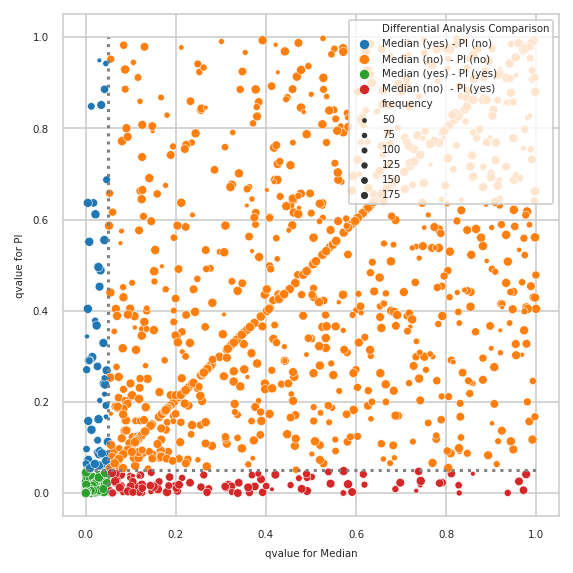 Differential Analysis Comparison
Median (yes) - PI (no)
Median (no)  - PI (no)
Median (yes) - PI (yes)
Median (no)  - PI (yes)
frequency
50
75
100
125
150
175
1.0
0.8
0.6
0.4
0.2
0.0
qvalue for PI
0.0 0.2 0.4 0.6 0.8 1.0
qvalue for Median